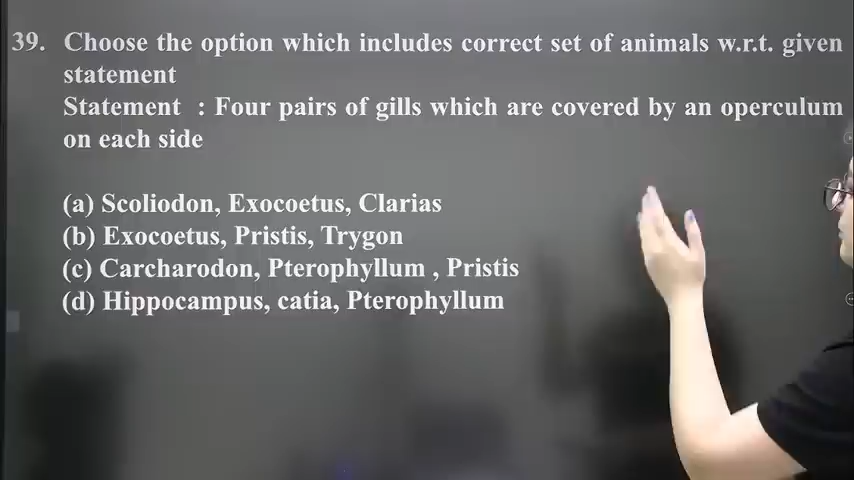 39. Choose the option which includes correct set of animals w.r.t. given
statement
Statement : Four pairs of gills which are covered by an operculum
on each side
(a) Scoliodon, Exocoetus, Clarias
(b) Exocoetus, Pristis, Trygon
(c) Carcharodon, Pterophyllum , Pristis
(d) Hippocampus, catia, Pterophyllum